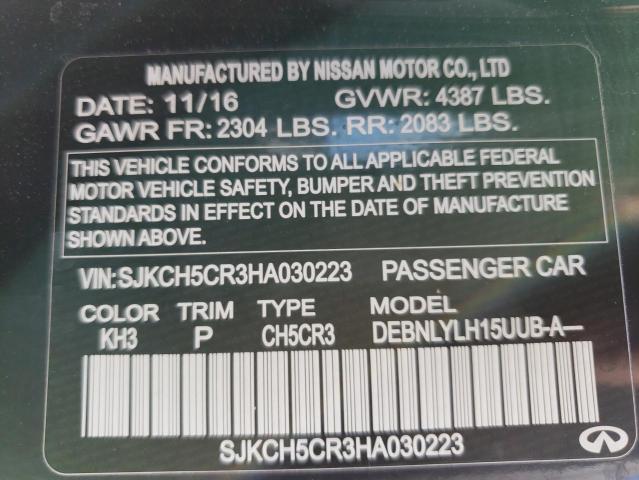 MANUFACTURED BY NISSAN MOTOR CO., LTD
DATE: 11/16 GVWR: 4387 LBS.
GAWR FR: 2304 LBS. RR: 2083 LBS.
THIS VEHICLE CONFORMS TO ALL APPLICABLE FEDERAL
MOTOR VEHICLE SAFETY, BUMPER AND THEFT PREVENTION
STANDARDS IN EFFECT ON THE DATE OF MANUFACTURE
SHOWN ABOVE.
VIN:SJKCH5CR3HA030223 PASSENGER CAR
COLOR TRIM TYPE MODEL
KH3 P CH5CR3 DEBNLYLH15UUB-A—
SJKCH5CR3HA030223